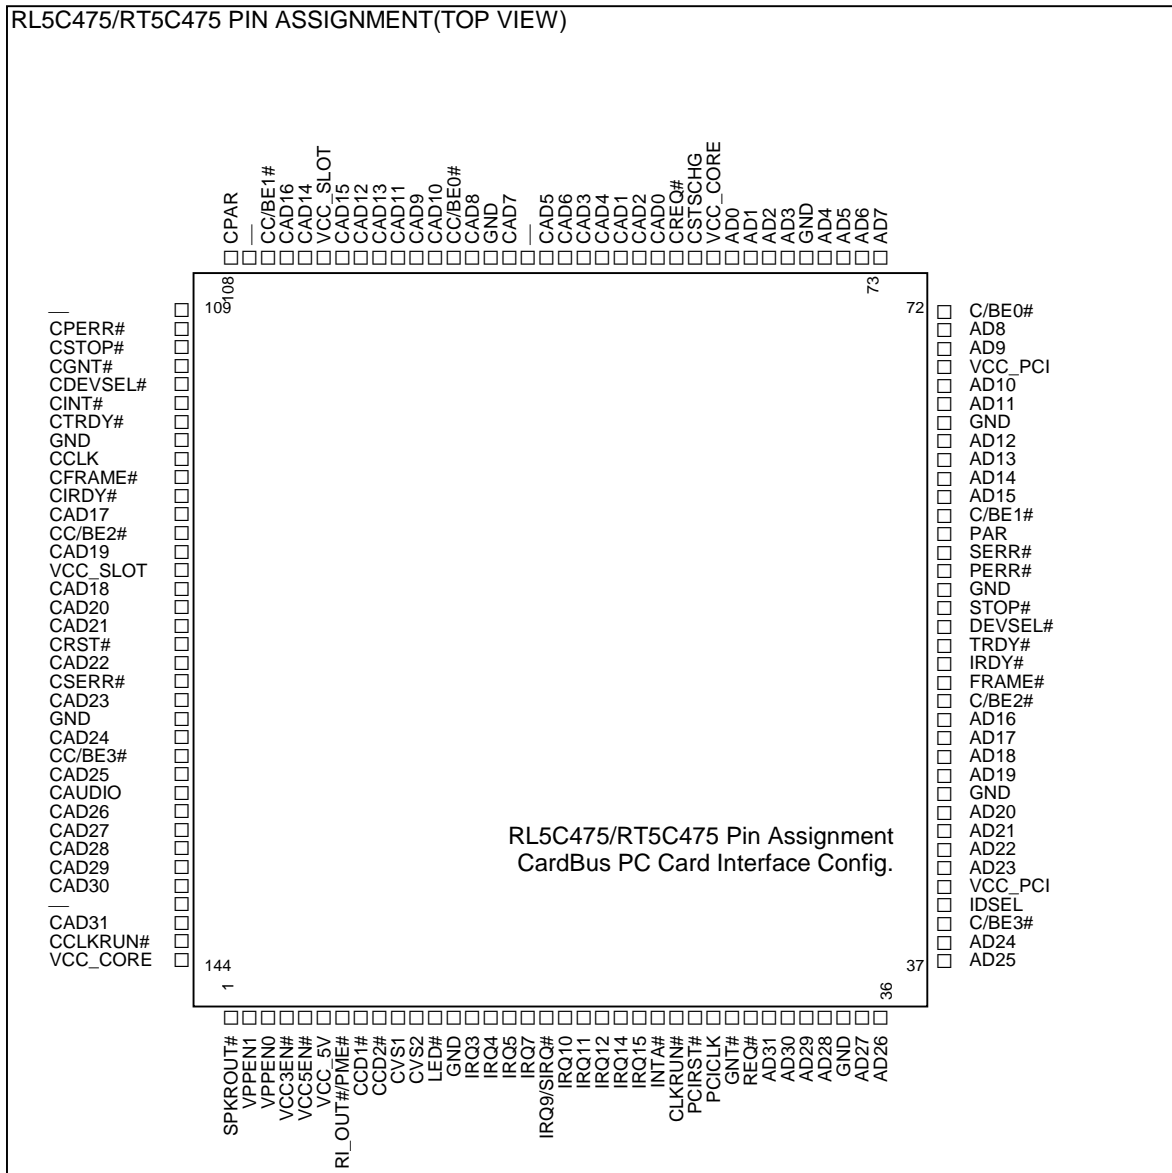 RL5C475/RT5C475 PIN ASSIGNMENT(TOP VIEW)
CPAR
—
CC/BE1#
CAD16
CAD14
VCC_SLOT
CAD15
CAD12
CAD13
CAD11
CAD9
CAD10
CC/BE0#
CAD8
GND
CAD7
—
CAD5
CAD6
CAD3
CAD4
CAD1
CAD2
CAD0
CREQ#
CSTSCHG
VCC_CORE
AD0
AD1
AD2
AD3
GND
AD4
AD5
AD6
AD7
108
73
109
72
—
CPERR#
CSTOP#
CGNT#
CDEVSEL#
CINT#
CTRDY#
GND
CCLK
CFRAME#
CIRDY#
CAD17
CC/BE2#
CAD19
VCC_SLOT
CAD18
CAD20
CAD21
CRST#
CAD22
CSERR#
CAD23
GND
CAD24
CC/BE3#
CAD25
CAUDIO
CAD26
CAD27
CAD28
CAD29
CAD30
—
CAD31
CCLKRUN#
VCC_CORE
C/BE0#
AD8
AD9
VCC_PCI
AD10
AD11
GND
AD12
AD13
AD14
AD15
C/BE1#
PAR
SERR#
PERR#
GND
STOP#
DEVSEL#
TRDY#
IRDY#
FRAME#
C/BE2#
AD16
AD17
AD18
AD19
GND
AD20
AD21
AD22
AD23
VCC_PCI
IDSEL
C/BE3#
AD24
AD25
RL5C475/RT5C475 Pin Assignment
CardBus PC Card Interface Config.
144
37
1
36
SPKROUT#
VPPEN1
VPPEN0
VCC3EN#
VCC5EN#
VCC_5V
RI_OUT#/PME#
CCD1#
CCD2#
CVS1
CVS2
LED#
GND
IRQ3
IRQ4
IRQ5
IRQ7
IRQ9/SIRQ#
IRQ10
IRQ11
IRQ12
IRQ14
IRQ15
INTA#
CLKRUN#
PCIRST#
PCICLK
GNT#
REQ#
AD31
AD30
AD29
AD28
GND
AD27
AD26